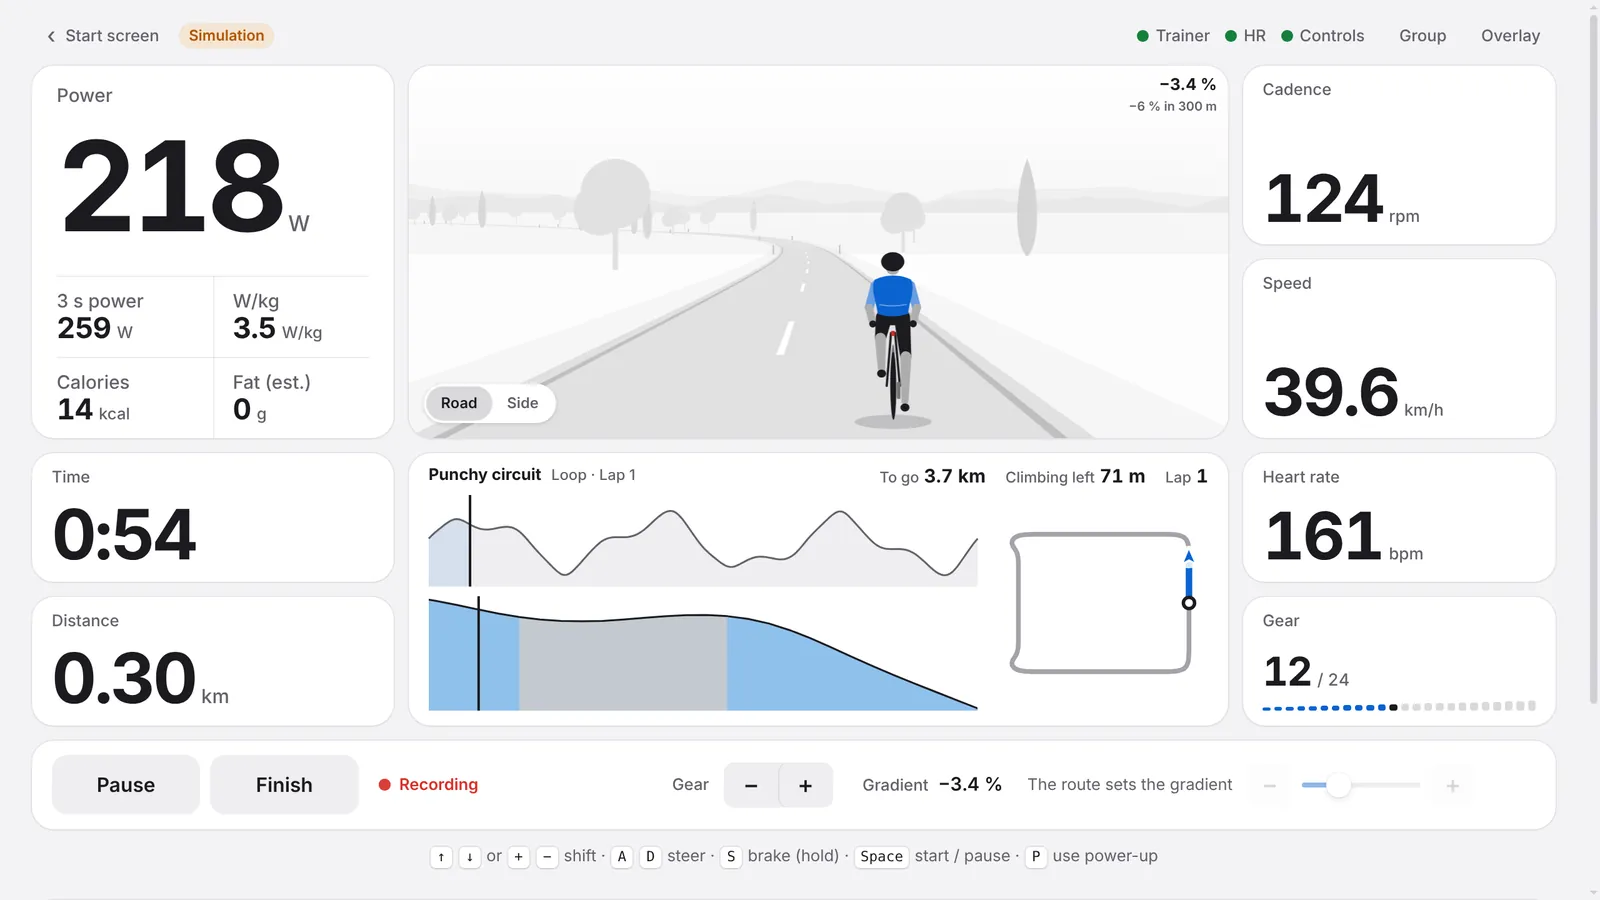 ‹ Start screen Simulation
Trainer HR Controls Group Overlay
Power
218 W
3 s power
259 W
W/kg
3.5 W/kg
Calories
14 kcal
Fat (est.)
0 g
−3.4 %
−6 % in 300 m
Road Side
Cadence
124 rpm
Speed
39.6 km/h
Time
0:54
Distance
0.30 km
Punchy circuit Loop · Lap 1
To go 3.7 km Climbing left 71 m Lap 1
Heart rate
161 bpm
Gear
12 / 24
Pause Finish Recording Gear − + Gradient −3.4 % The route sets the gradient − +
↑ ↓ or + − shift · A D steer · S brake (hold) · Space start / pause · P use power-up